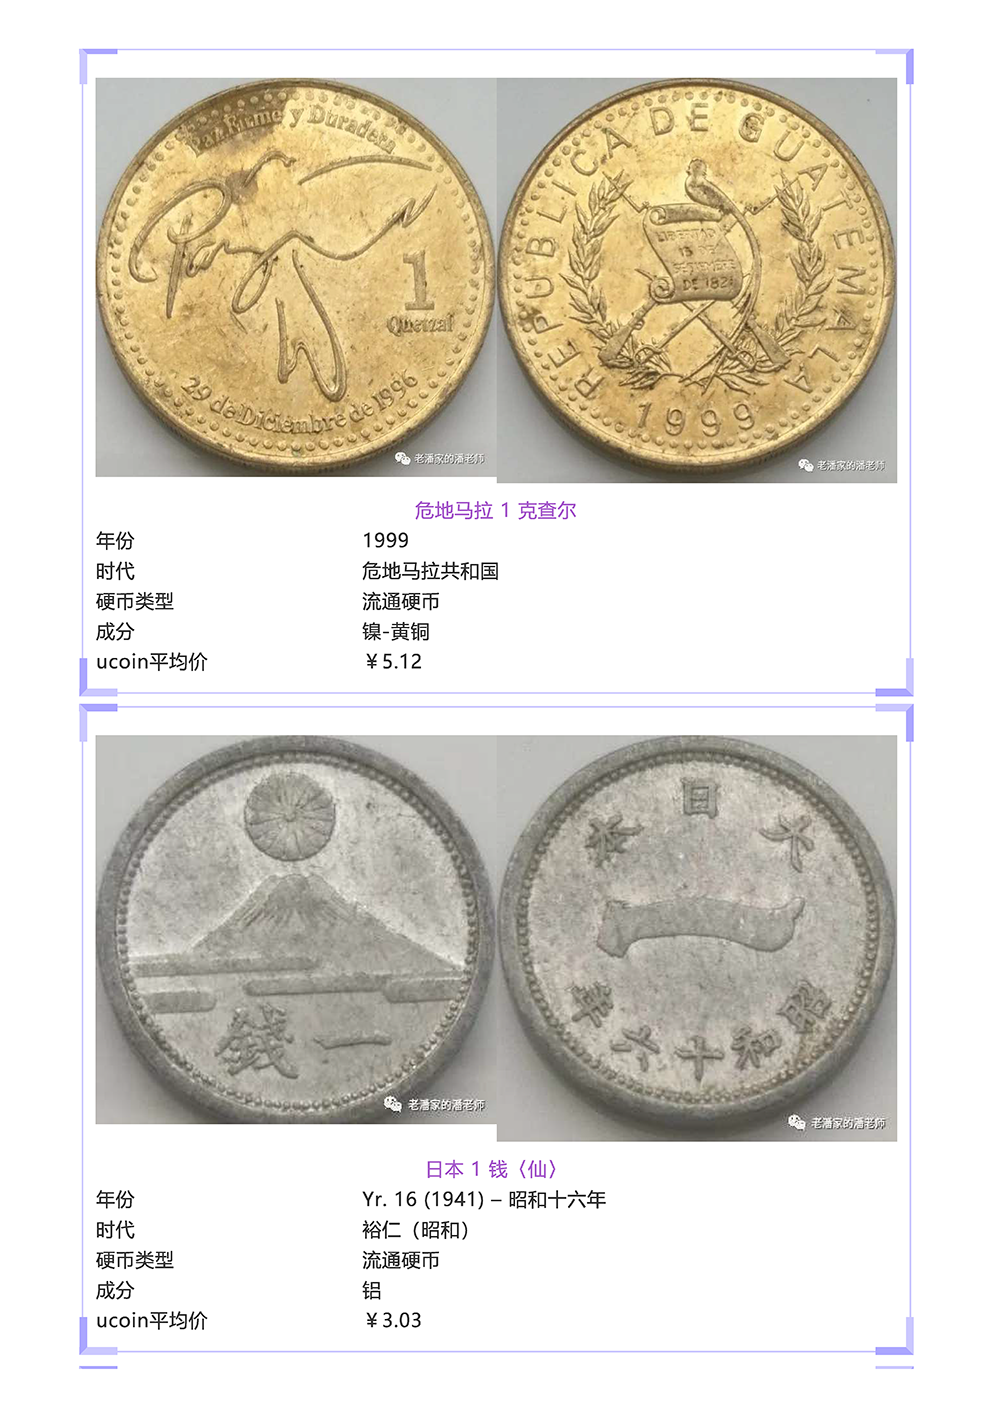 Paz Firme y Duradera
Paz
1
Quetzal
29 de Diciembre de 1996
老潘家的潘老师
REPUBLICA DE GUATEMALA
LIBERTAD
15 DE
SEPTIEMBRE
DE 1821
1999
老潘家的潘老师
危地马拉 1 克查尔
年份 1999
时代 危地马拉共和国
硬币类型 流通硬币
成分 镍-黄铜
ucoin平均价 ￥5.12
一錢
老潘家的潘老师
大日本
一
昭和十六年
老潘家的潘老师
日本 1 钱〈仙〉
年份 Yr. 16 (1941) – 昭和十六年
时代 裕仁（昭和）
硬币类型 流通硬币
成分 铝
ucoin平均价 ￥3.03